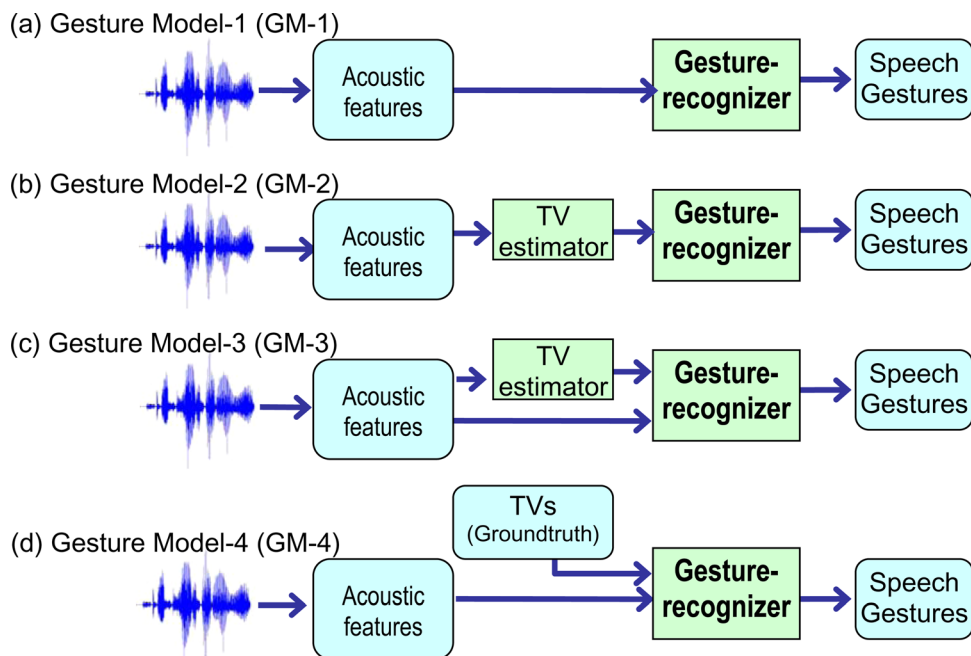 (a) Gesture Model-1 (GM-1)
Acoustic
features
Gesture-
recognizer
Speech
Gestures
(b) Gesture Model-2 (GM-2)
Acoustic
features
TV
estimator
Gesture-
recognizer
Speech
Gestures
(c) Gesture Model-3 (GM-3)
Acoustic
features
TV
estimator
Gesture-
recognizer
Speech
Gestures
(d) Gesture Model-4 (GM-4)
Acoustic
features
TVs
(Groundtruth)
Gesture-
recognizer
Speech
Gestures